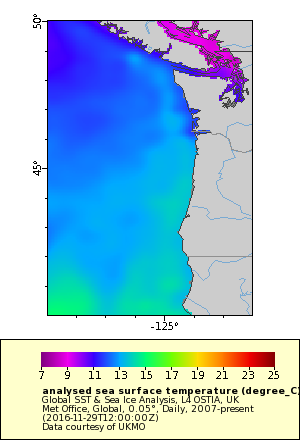 50°
45°
-125°
7 9 11 13 15 17 19 21 23 25
analysed sea surface temperature (degree_C)
Global SST & Sea Ice Analysis, L4 OSTIA, UK
Met Office, Global, 0.05°, Daily, 2007-present
(2016-11-29T12:00:00Z)
Data courtesy of UKMO